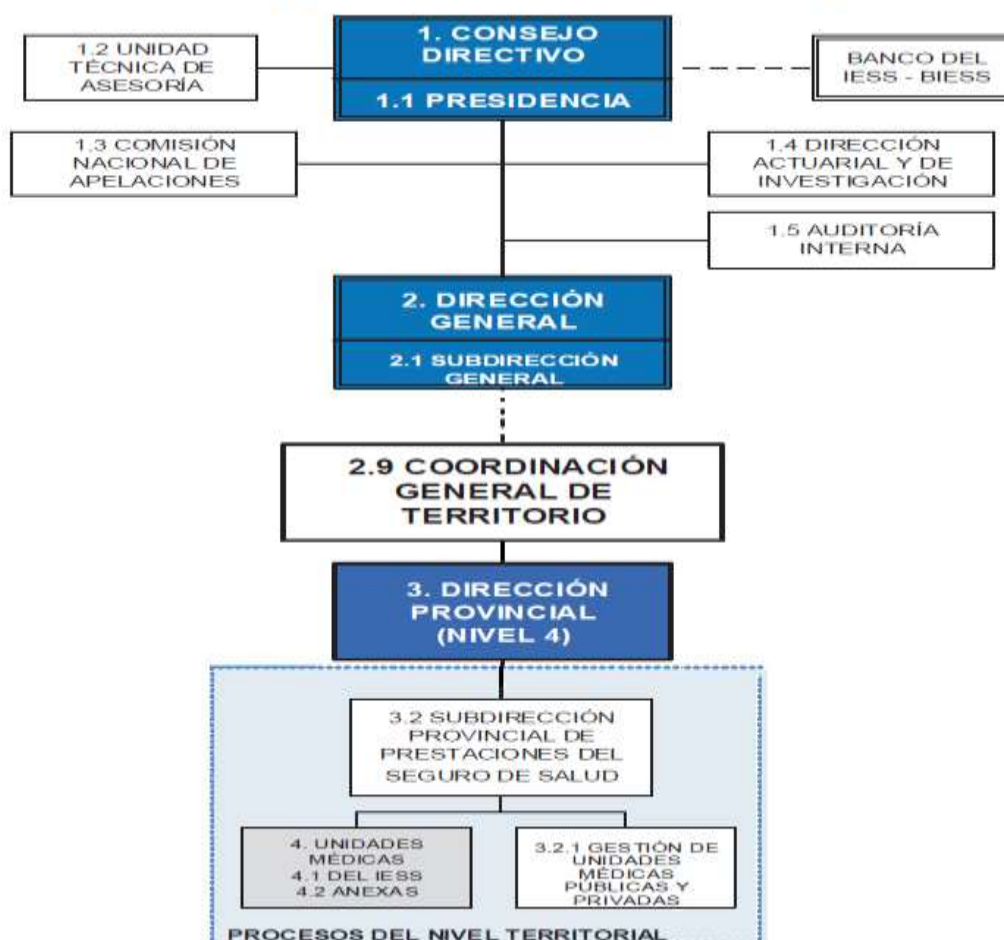 1. CONSEJO
DIRECTIVO
1.1 PRESIDENCIA
1.2 UNIDAD
TÉCNICA DE
ASESORÍA
BANCO DEL
IESS - BIESS
1.3 COMISIÓN
NACIONAL DE
APELACIONES
1.4 DIRECCIÓN
ACTUARIAL Y DE
INVESTIGACIÓN
1.5 AUDITORÍA
INTERNA
2. DIRECCIÓN
GENERAL
2.1 SUBDIRECCIÓN
GENERAL
2.9 COORDINACIÓN
GENERAL DE
TERRITORIO
3. DIRECCIÓN
PROVINCIAL
(NIVEL 4)
3.2 SUBDIRECCIÓN
PROVINCIAL DE
PRESTACIONES DEL
SEGURO DE SALUD
4. UNIDADES
MÉDICAS
4.1 DEL IESS
4.2 ANEXAS
3.2.1 GESTIÓN DE
UNIDADES
MÉDICAS
PÚBLICAS Y
PRIVADAS
PROCESOS DEL NIVEL TERRITORIAL